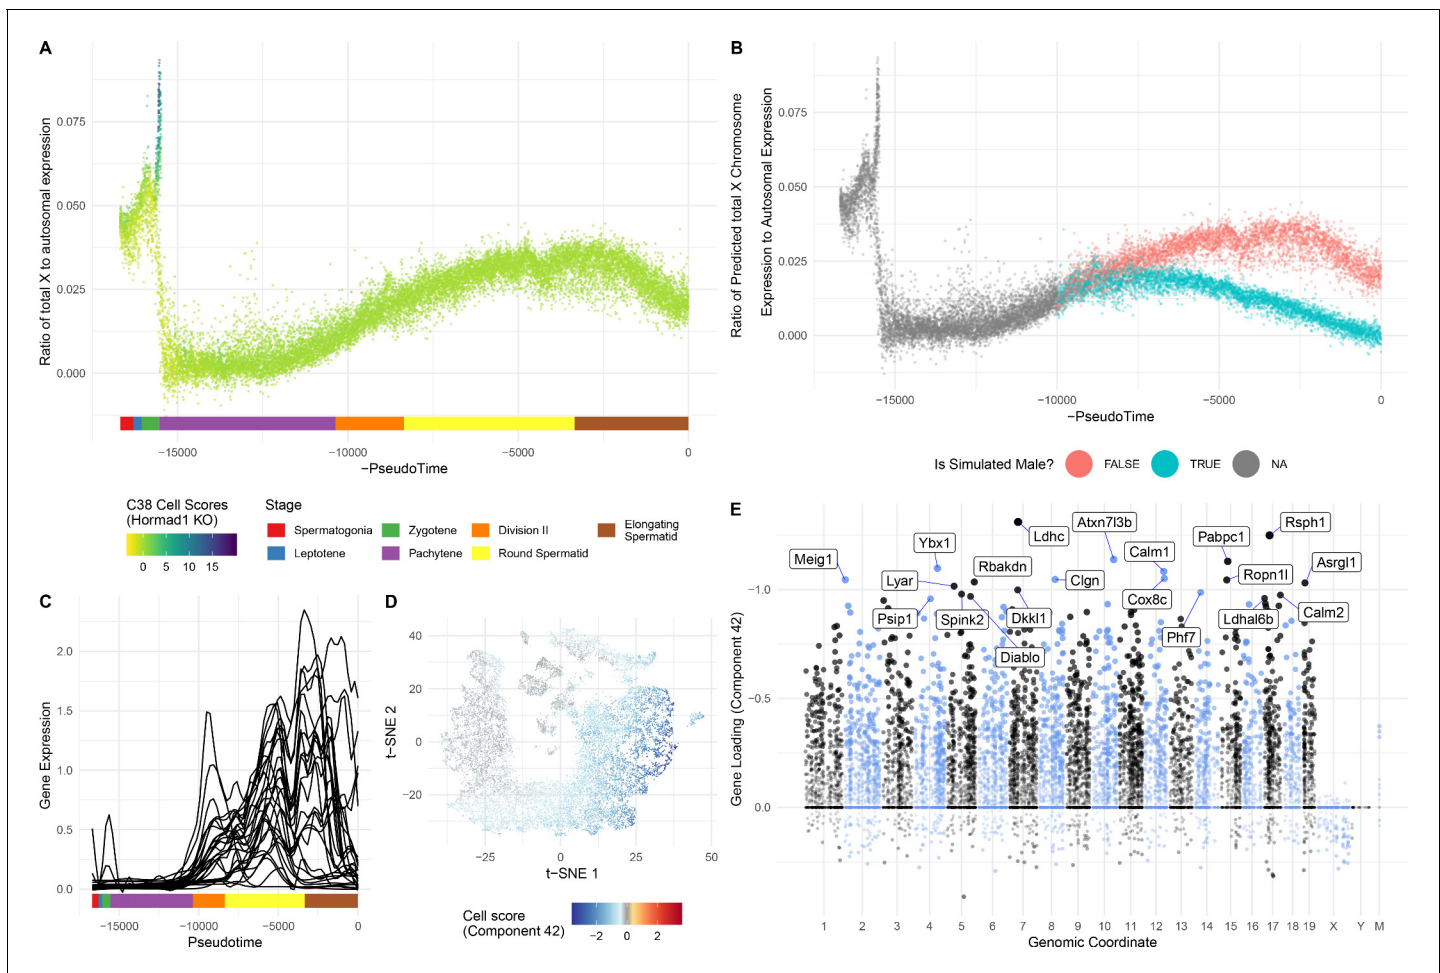 A
Ratio of total X to autosomal expression
0.075
0.050
0.025
0.000
−15000
−10000
−5000
0
−PseudoTime
C38 Cell Scores
(Hormad1 KO)
0
5
10
15
Stage
Spermatogonia
Zygotene
Division II
Elongating
Spermatid
Leptotene
Pachytene
Round Spermatid
B
Ratio of Predicted total X Chromosome
Expression to Autosomal Expression
0.075
0.050
0.025
0.000
−15000
−10000
−5000
0
−PseudoTime
Is Simulated Male?
FALSE
TRUE
NA
C
Gene Expression
2.0
1.5
1.0
0.5
0.0
−15000
−10000
−5000
0
Pseudotime
D
t−SNE 2
40
20
0
−20
−25
0
25
50
t−SNE 1
Cell score
(Component 42)
−2
0
2
E
Gene Loading (Component 42)
−1.0
−0.5
0.0
Meig1
Ybx1
Lyar
Psip1
Rbakdn
Spink2
Ldhc
Dkkl1
Diablo
Clgn
Atxn7l3b
Calm1
Cox8c
Phf7
Pabpc1
Ropn1l
Ldhal6b
Rsph1
Asrgl1
Calm2
1 2 3 4 5 6 7 8 9 10 11 12 13 14 15 16 17 18 19 X Y M
Genomic Coordinate